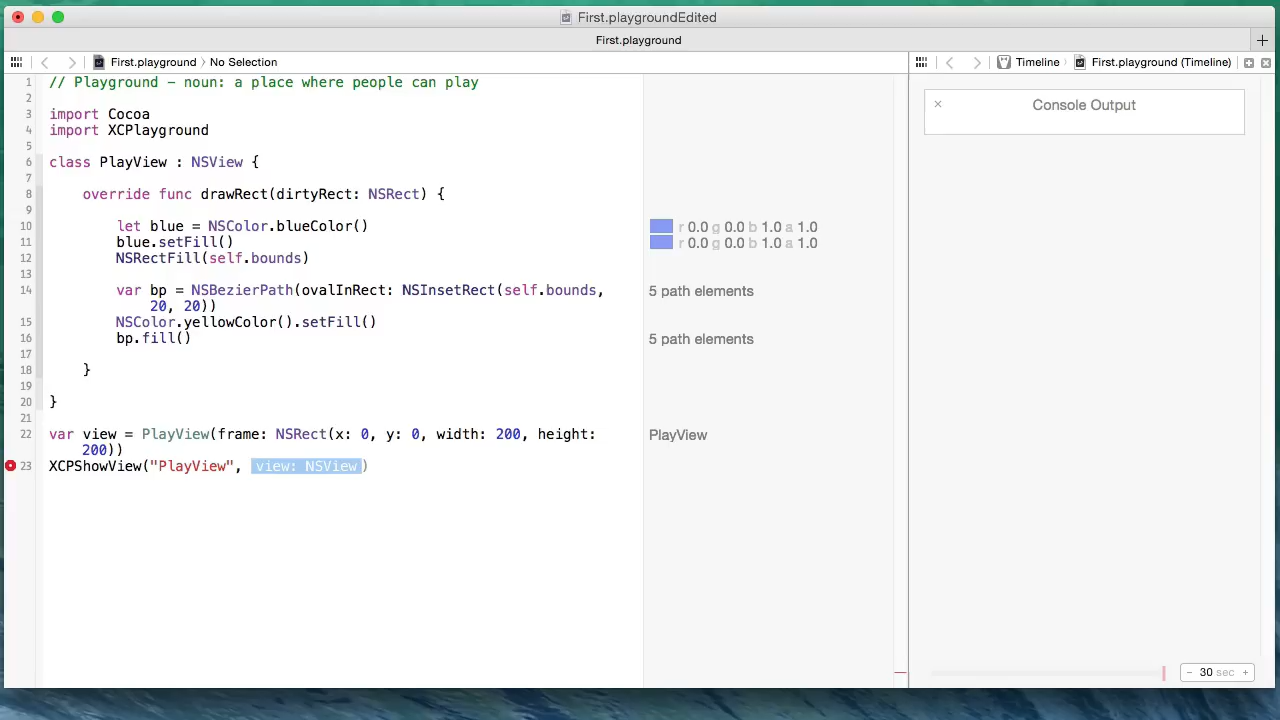 First.playgroundEdited
First.playground
First.playground No Selection
Timeline First.playground (Timeline)
1 // Playground – noun: a place where people can play
2
3 import Cocoa
4 import XCPlayground
5
6 class PlayView : NSView {
7
8 override func drawRect(dirtyRect: NSRect) {
9
10 let blue = NSColor.blueColor()
11 blue.setFill()
12 NSRectFill(self.bounds)
13
14 var bp = NSBezierPath(ovalInRect: NSInsetRect(self.bounds,
20, 20))
15 NSColor.yellowColor().setFill()
16 bp.fill()
17
18 }
19
20 }
21
22 var view = PlayView(frame: NSRect(x: 0, y: 0, width: 200, height:
200))
23 XCPShowView("PlayView", view: NSView)
r 0.0 g 0.0 b 1.0 a 1.0
r 0.0 g 0.0 b 1.0 a 1.0
5 path elements
5 path elements
PlayView
Console Output
30 sec